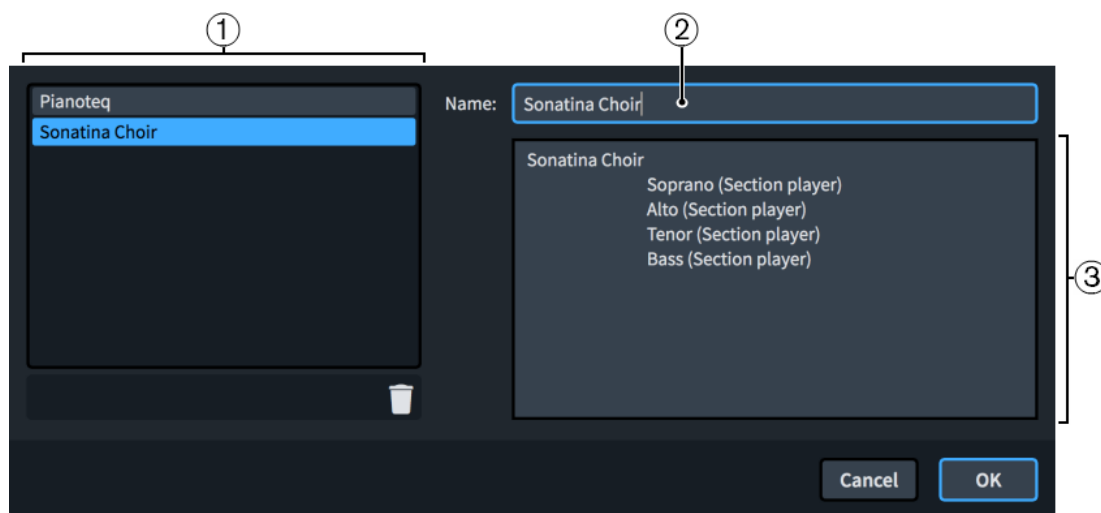 ① ②
Pianoteq
Sonatina Choir
Name: Sonatina Choir
Sonatina Choir
Soprano (Section player)
Alto (Section player)
Tenor (Section player)
Bass (Section player)
③
Cancel OK